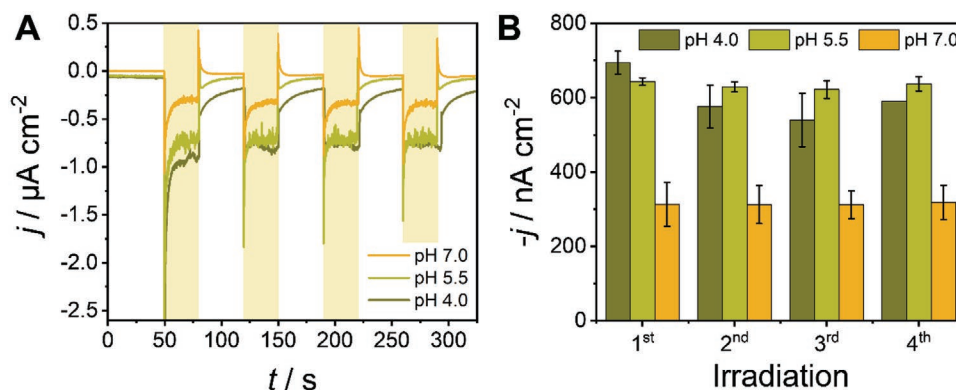 A
j / μA cm⁻²
0.5
0.0
-0.5
-1.0
-1.5
-2.0
-2.5
pH 7.0
pH 5.5
pH 4.0
0 50 100 150 200 250 300
t / s
B
-j / nA cm⁻²
800
600
400
200
0
pH 4.0 pH 5.5 pH 7.0
1st 2nd 3rd 4th
Irradiation